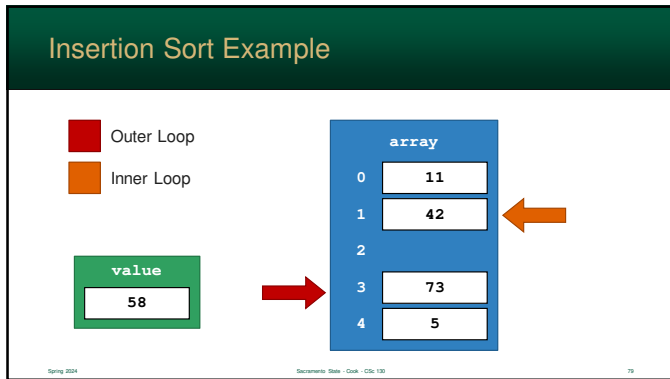 Insertion Sort Example
Outer Loop
Inner Loop
array
0 11
1 42
2
3 73
4 5
value
58
Spring 2024 Sacramento State - Cook - CSc 130 79